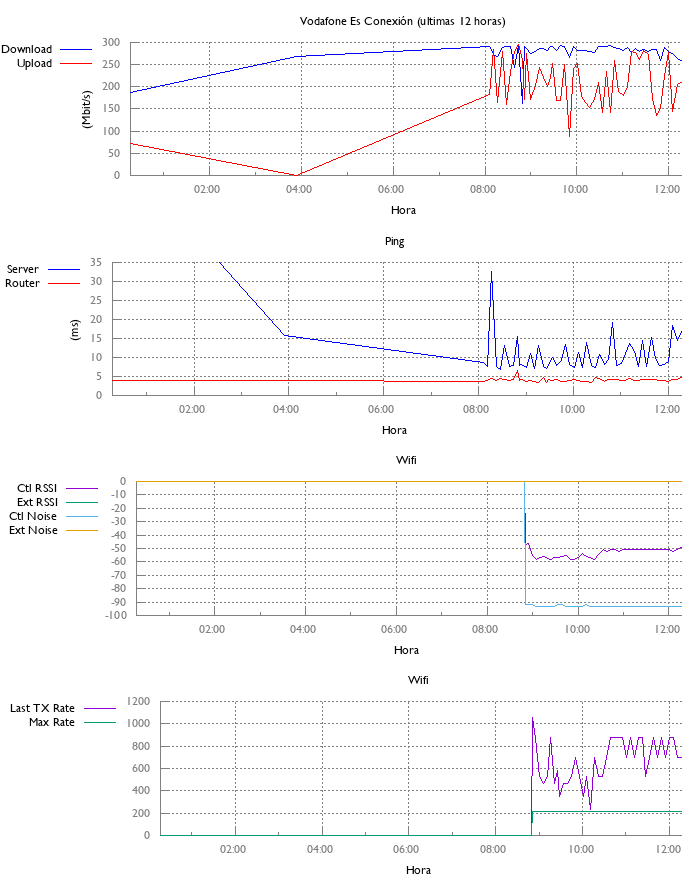 Vodafone Es Conexión (ultimas 12 horas)
Download
Upload
300
250
200
150
100
50
0
(Mbit/s)
02:00 04:00 06:00 08:00 10:00 12:00
Hora
Ping
Server
Router
35
30
25
20
15
10
5
0
(ms)
02:00 04:00 06:00 08:00 10:00 12:00
Hora
Wifi
Ctl RSSI
Ext RSSI
Ctl Noise
Ext Noise
0
-10
-20
-30
-40
-50
-60
-70
-80
-90
-100
02:00 04:00 06:00 08:00 10:00 12:00
Hora
Wifi
Last TX Rate
Max Rate
1200
1000
800
600
400
200
0
02:00 04:00 06:00 08:00 10:00 12:00
Hora